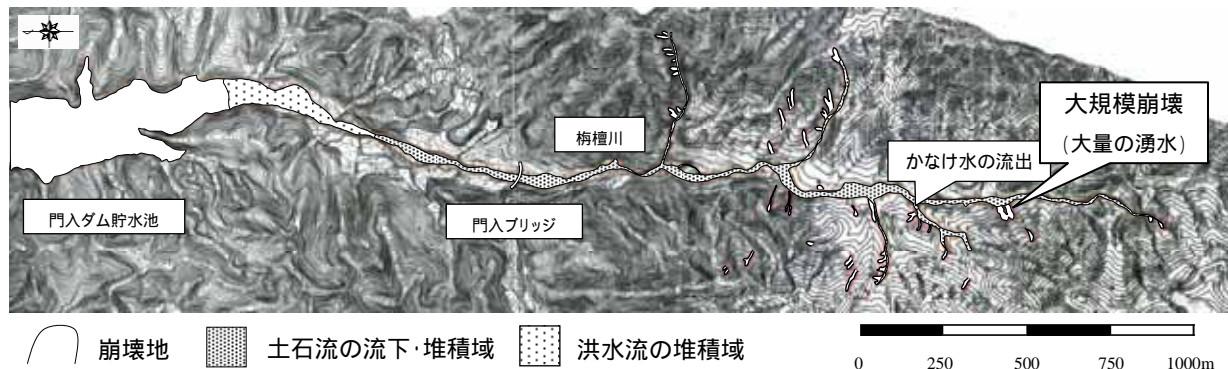 大規模崩壊
(大量の湧水)
栴檀川
かなけ水の流出
門入ダム貯水池
門入ブリッジ
崩壊地
土石流の流下・堆積域
洪水流の堆積域
0 250 500 750 1000m